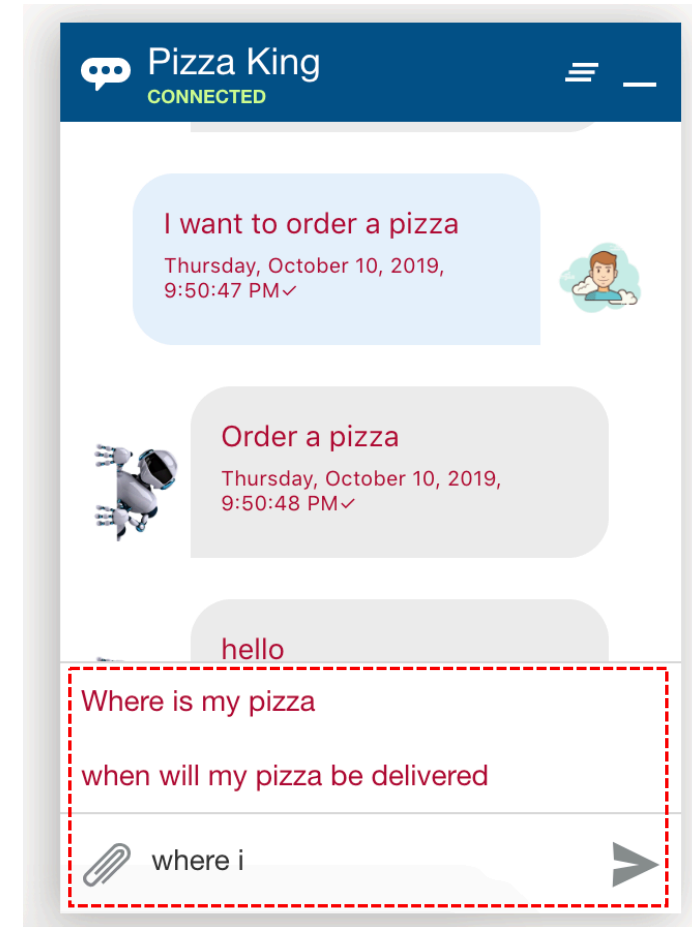 Pizza King
CONNECTED
I want to order a pizza
Thursday, October 10, 2019,
9:50:47 PM✓
Order a pizza
Thursday, October 10, 2019,
9:50:48 PM✓
hello
Where is my pizza
when will my pizza be delivered
where i